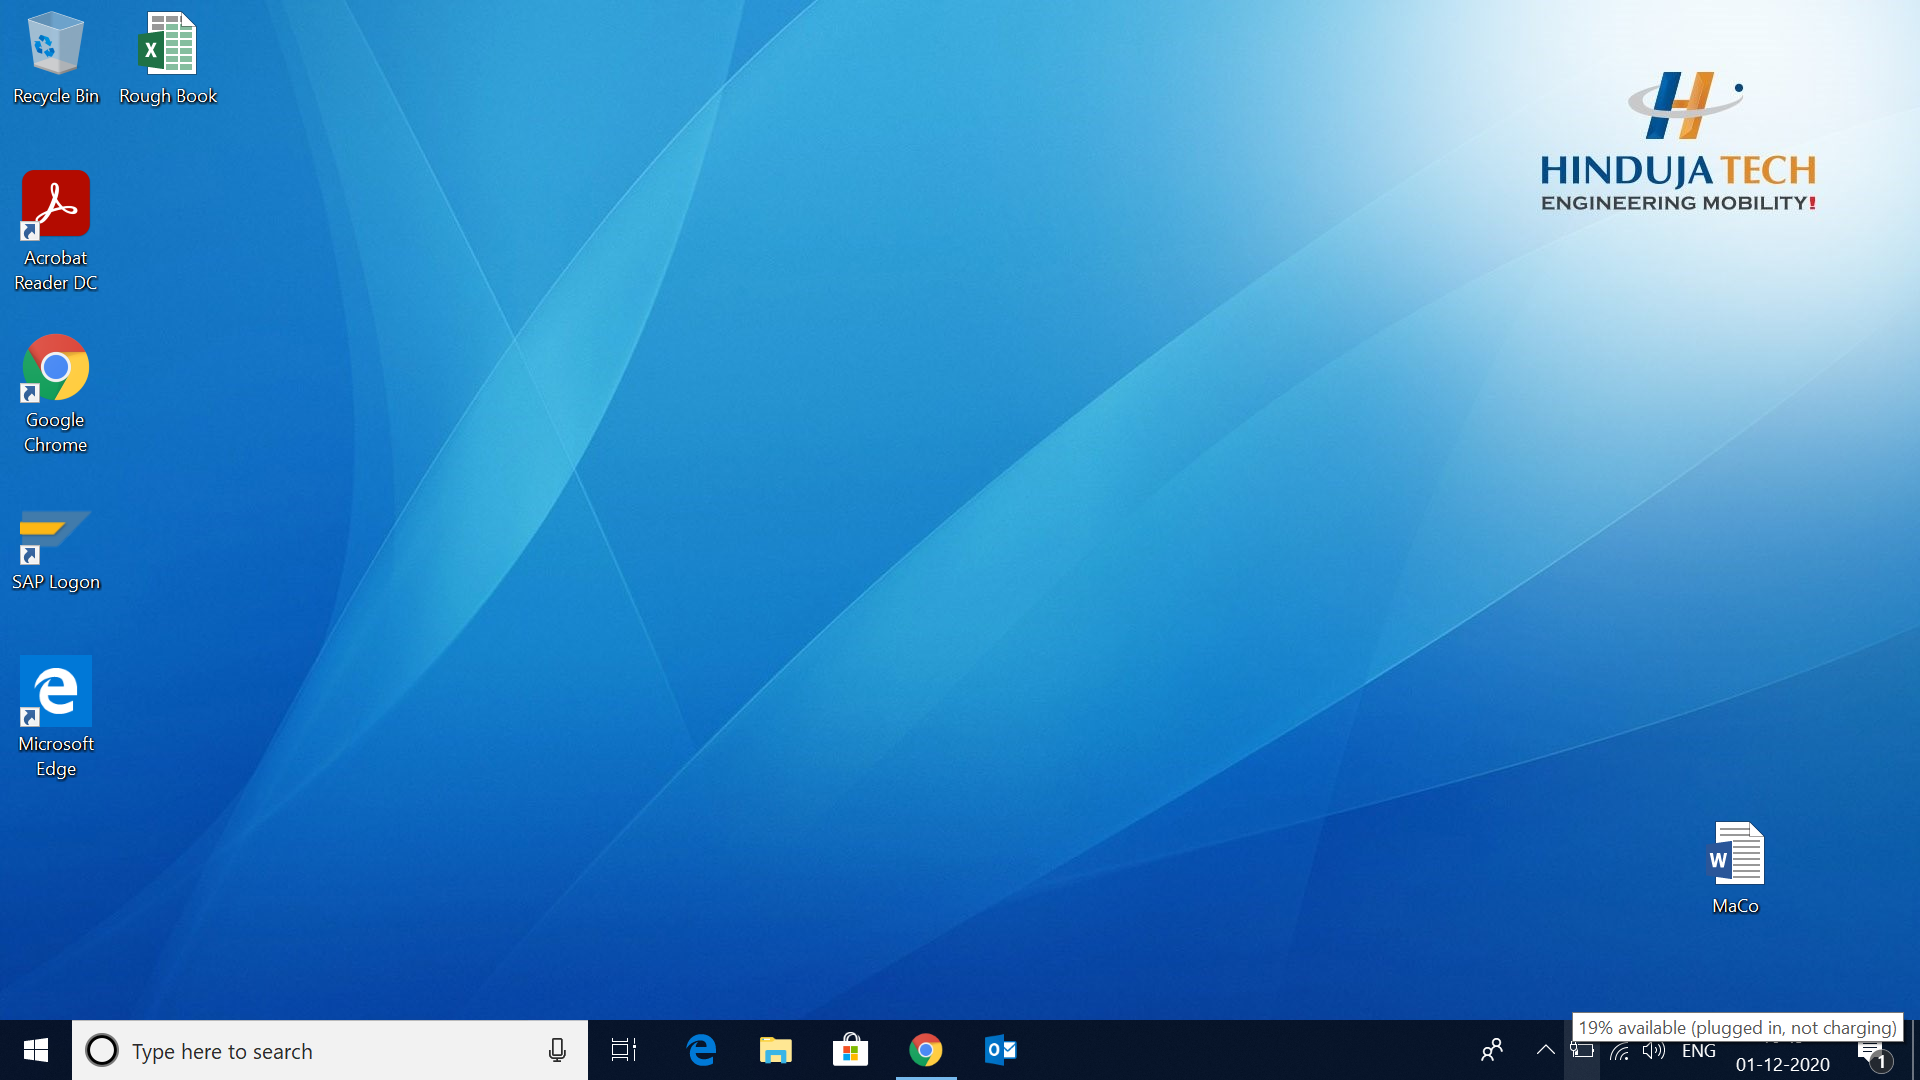 Recycle Bin
Rough Book
HINDUJA TECH
ENGINEERING MOBILITY!
Acrobat
Reader DC
Google
Chrome
SAP Logon
Microsoft
Edge
MaCo
Type here to search
19% available (plugged in, not charging)
ENG
01-12-2020
1